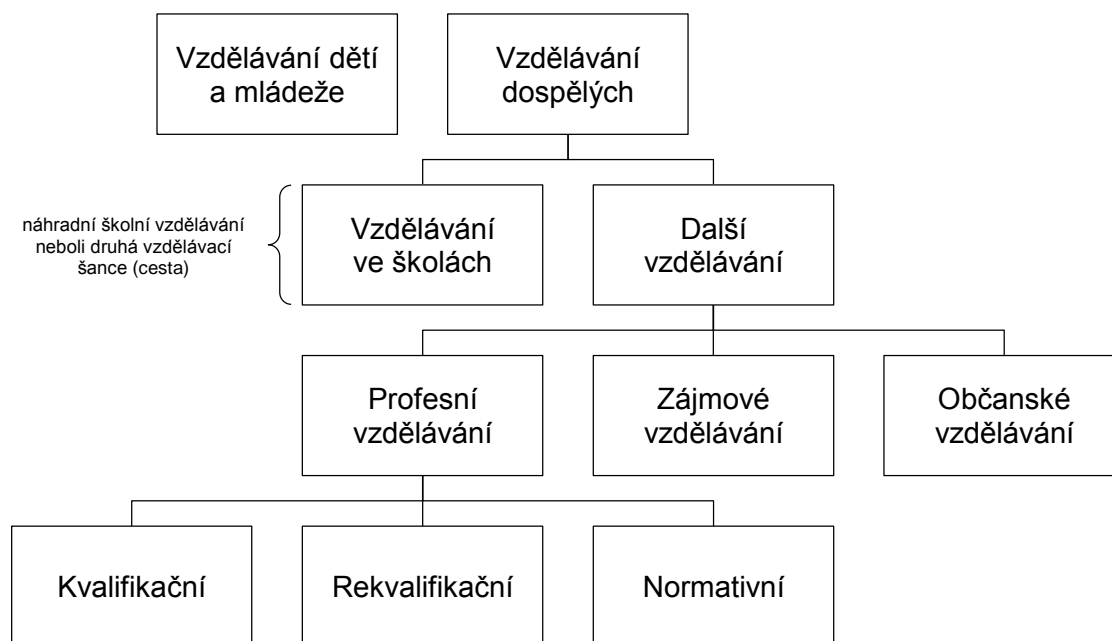 Vzdělávání dětí
a mládeže
Vzdělávání
dospělých
náhradní školní vzdělávání
neboli druhá vzdělávací
šance (cesta)
Vzdělávání
ve školách
Další
vzdělávání
Profesní
vzdělávání
Zájmové
vzdělávání
Občanské
vzdělávání
Kvalifikační
Rekvalifikační
Normativní